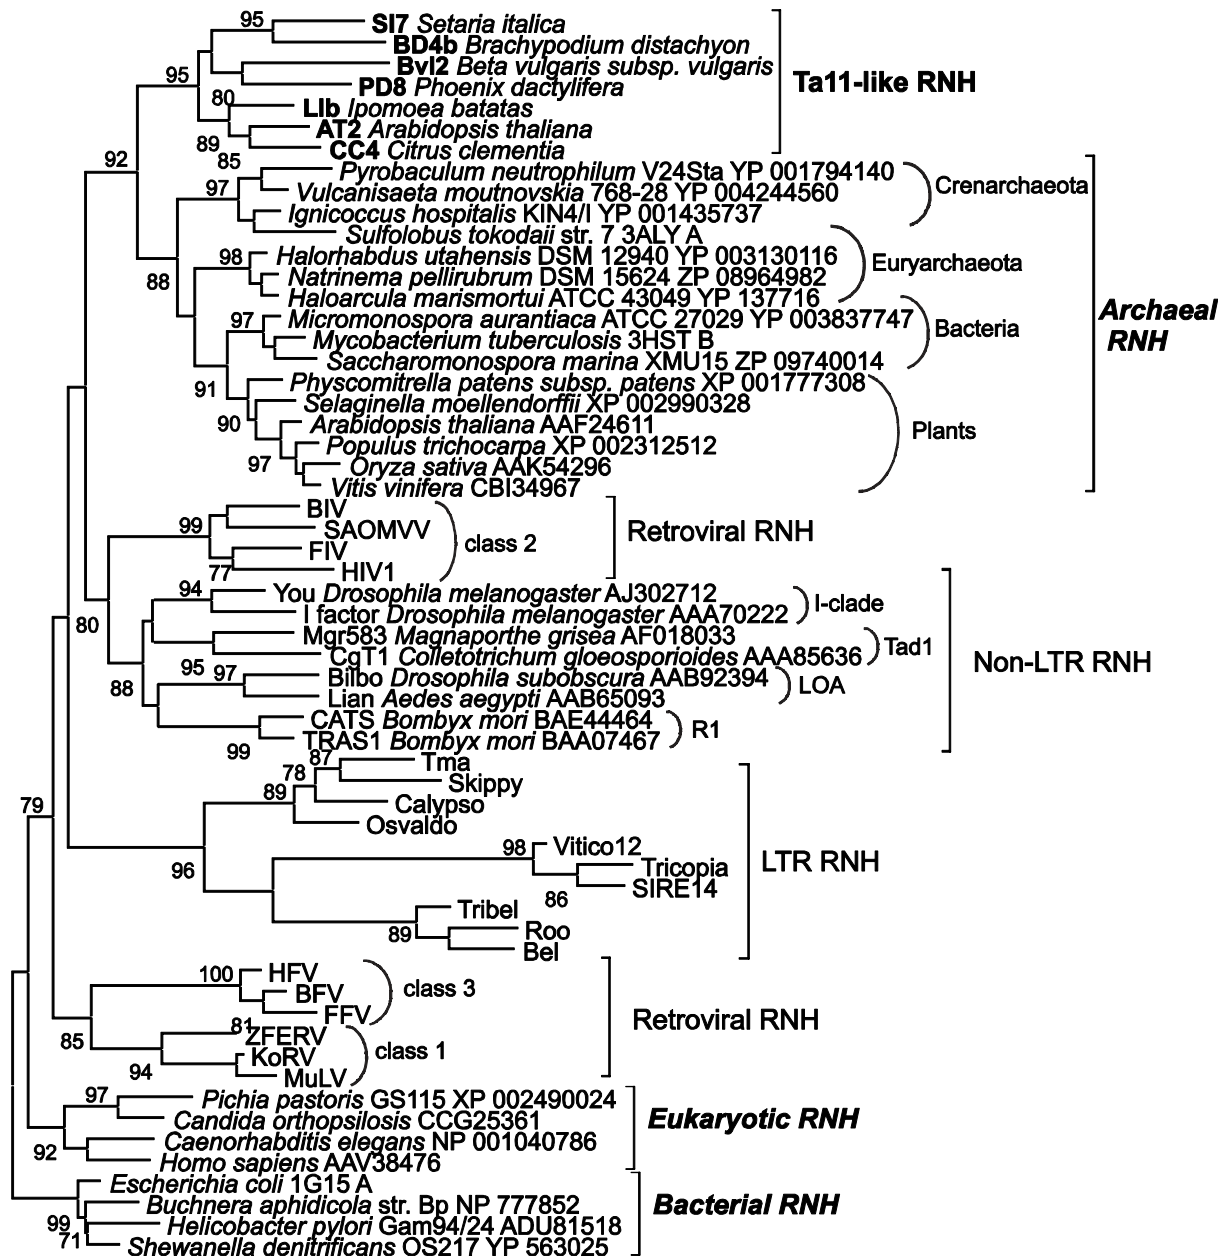 95
SI7 Setaria italica
BD4b Brachypodium distachyon
Bvl2 Beta vulgaris subsp. vulgaris
95
PD8 Phoenix dactylifera
Ta11-like RNH
80
LIb Ipomoea batatas
AT2 Arabidopsis thaliana
89
CC4 Citrus clementia
92
85
Pyrobaculum neutrophilum V24Sta YP 001794140
97
Vulcanisaeta moutnovskia 768-28 YP 004244560
Crenarchaeota
Ignicoccus hospitalis KIN4/I YP 001435737
Sulfolobus tokodaii str. 7 3ALY A
98
Halorhabdus utahensis DSM 12940 YP 003130116
Euryarchaeota
88
Natrinema pellirubrum DSM 15624 ZP 08964982
Haloarcula marismortui ATCC 43049 YP 137716
97
Micromonospora aurantiaca ATCC 27029 YP 003837747
Bacteria
Archaeal
RNH
Mycobacterium tuberculosis 3HST B
Saccharomonospora marina XMU15 ZP 09740014
91
Physcomitrella patens subsp. patens XP 001777308
Selaginella moellendorffii XP 002990328
90
Arabidopsis thaliana AAF24611
Plants
Populus trichocarpa XP 002312512
97
Oryza sativa AAK54296
Vitis vinifera CBI34967
BIV
99
SAOMVV
class 2
Retroviral RNH
FIV
77
HIV1
94
You Drosophila melanogaster AJ302712
I-clade
I factor Drosophila melanogaster AAA70222
80
Mgr583 Magnaporthe grisea AF018033
Tad1
CgT1 Colletotrichum gloeosporioides AAA85636
Non-LTR RNH
95
97
Bilbo Drosophila subobscura AAB92394
LOA
88
Lian Aedes aegypti AAB65093
CATS Bombyx mori BAE44464
R1
99
TRAS1 Bombyx mori BAA07467
87
Tma
78
Skippy
89
Calypso
79
Osvaldo
98
Vitico12
LTR RNH
96
Tricopia
86
SIRE14
Tribel
89
Roo
Bel
100
HFV
BFV
class 3
FFV
Retroviral RNH
81
ZFERV
85
KoRV
class 1
94
MuLV
97
Pichia pastoris GS115 XP 002490024
Candida orthopsilosis CCG25361
Eukaryotic RNH
Caenorhabditis elegans NP 001040786
92
Homo sapiens AAV38476
Escherichia coli 1G15 A
Buchnera aphidicola str. Bp NP 777852
Bacterial RNH
99
Helicobacter pylori Gam94/24 ADU81518
71
Shewanella denitrificans OS217 YP 563025